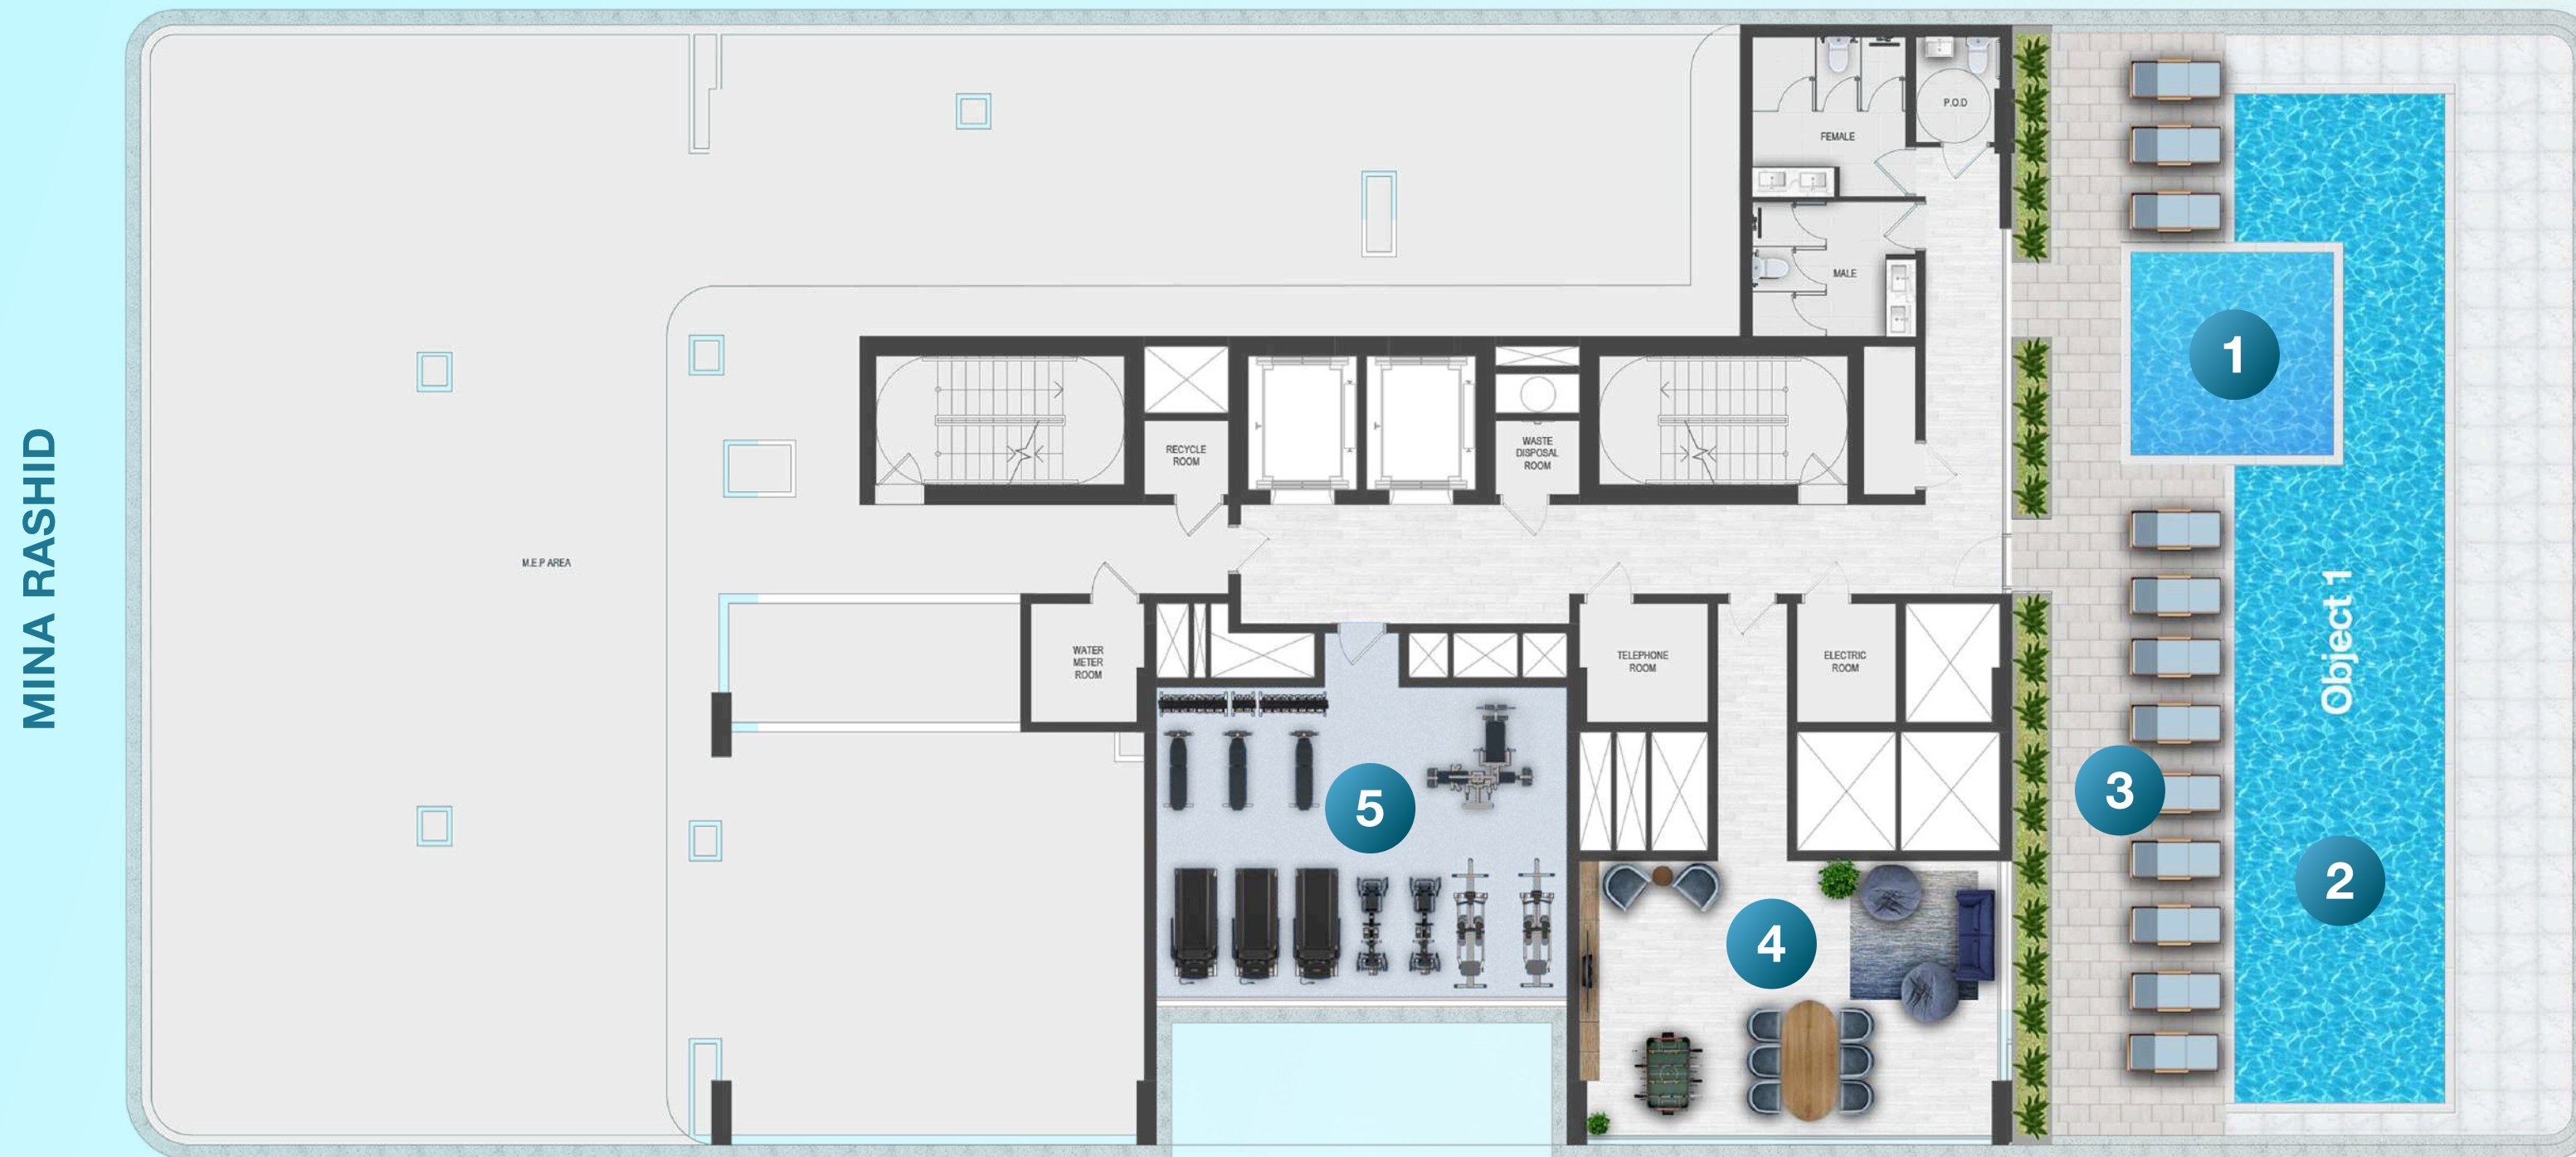 MINA RASHID
M.E.P AREA
FEMALE
P.O.D
MALE
RECYCLE
ROOM
WASTE
DISPOSAL
ROOM
WATER
METER
ROOM
TELEPHONE
ROOM
ELECTRIC
ROOM
1
Object 1
2
3
4
5